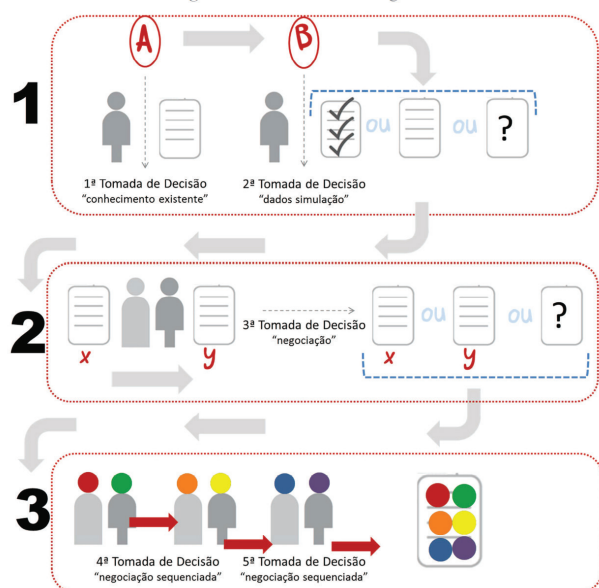 1
A
B
ou
ou
?
1ª Tomada de Decisão
"conhecimento existente"
2ª Tomada de Decisão
"dados simulação"
2
x
y
3ª Tomada de Decisão
"negociação"
ou
ou
?
x
y
3
4ª Tomada de Decisão
"negociação sequenciada"
5ª Tomada de Decisão
"negociação sequenciada"